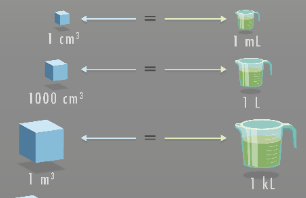 1 cm³ = 1 mL
1000 cm³ = 1 L
1 m³ = 1 kL